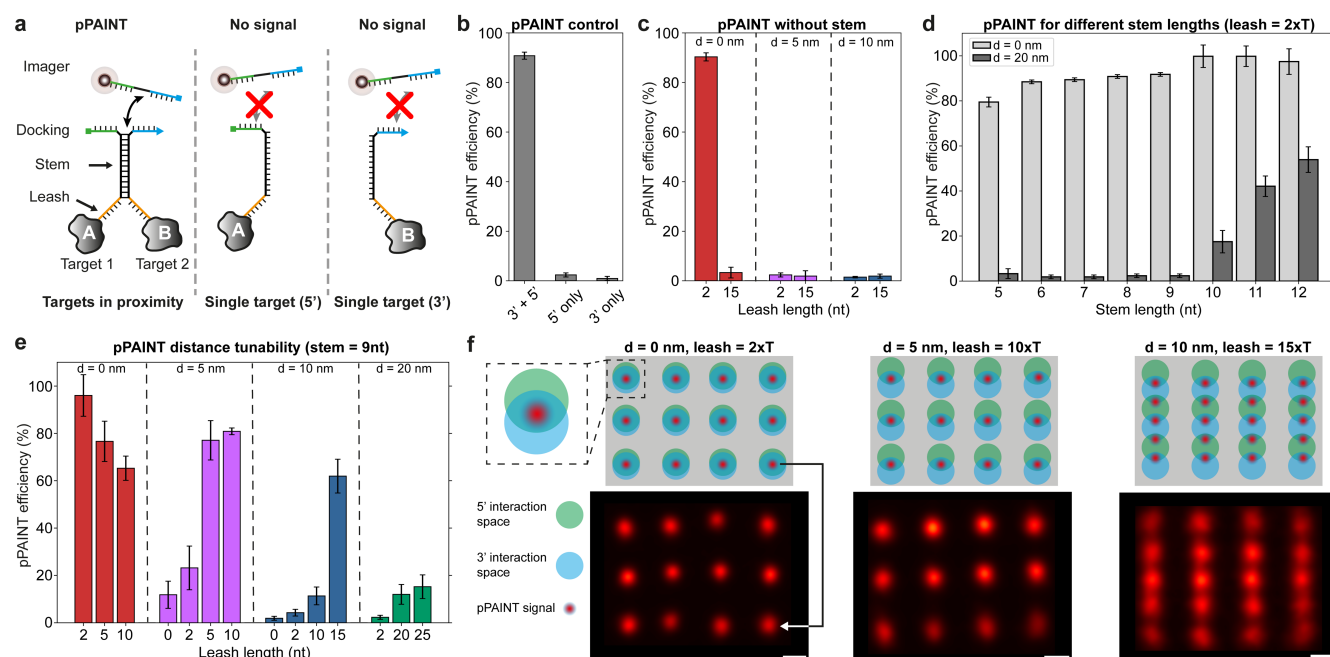 a
pPAINT
No signal
No signal
Imager
Docking
Stem
Leash
A
B
A
B
Target 1
Target 2
Targets in proximity
Single target (5')
Single target (3')
b
pPAINT control
pPAINT efficiency (%)
100
80
60
40
20
0
3' + 5'
5' only
3' only
c
pPAINT without stem
d = 0 nm
d = 5 nm
d = 10 nm
pPAINT efficiency (%)
100
80
60
40
20
0
2 15 2 15 2 15
Leash length (nt)
d
pPAINT for different stem lengths (leash = 2xT)
d = 0 nm
d = 20 nm
pPAINT efficiency (%)
100
80
60
40
20
0
5 6 7 8 9 10 11 12
Stem length (nt)
e
pPAINT distance tunability (stem = 9nt)
d = 0 nm
d = 5 nm
d = 10 nm
d = 20 nm
pPAINT efficiency (%)
100
80
60
40
20
0
2 5 10 0 2 5 10 0 2 10 15 2 20 25
Leash length (nt)
f
d = 0 nm, leash = 2xT
d = 5 nm, leash = 10xT
d = 10 nm, leash = 15xT
5' interaction
space
3' interaction
space
pPAINT signal